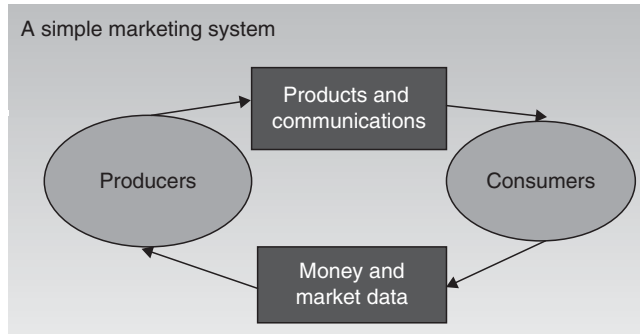 A simple marketing system
Products and
communications
Producers
Consumers
Money and
market data